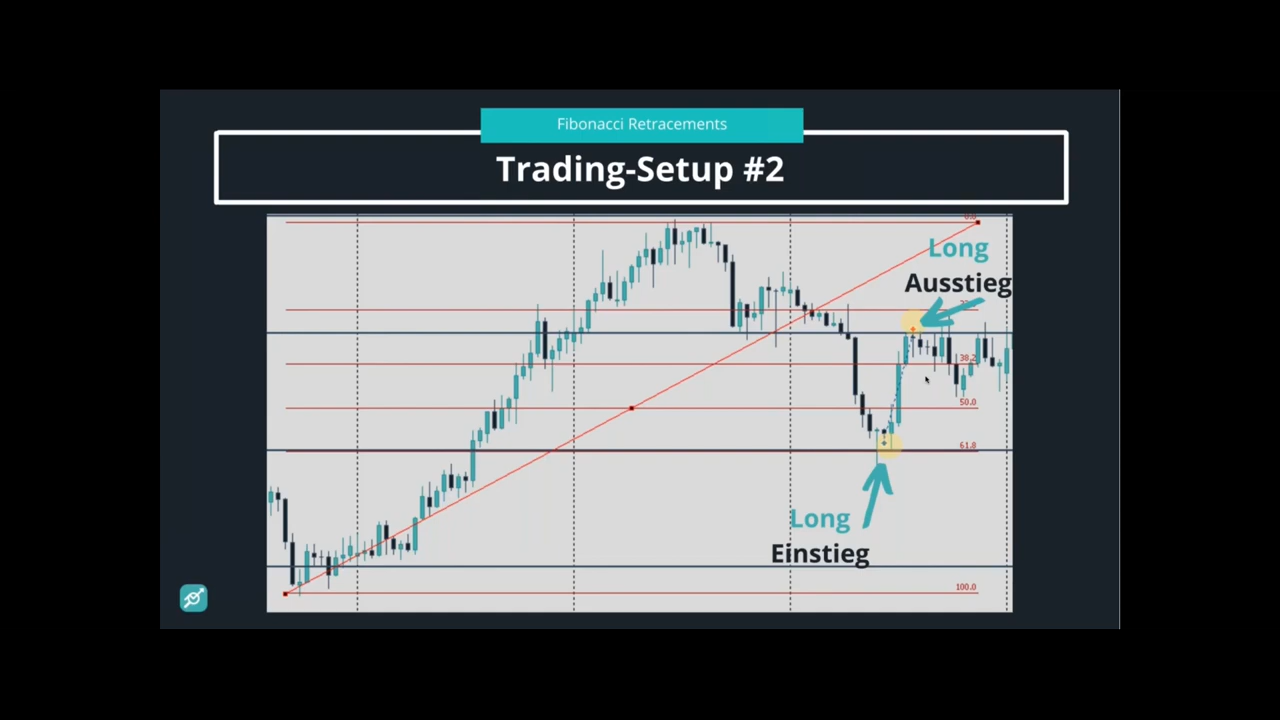 Fibonacci Retracements
Trading-Setup #2
Long
Ausstieg
38.2
50.0
61.8
Long
Einstieg
100.0